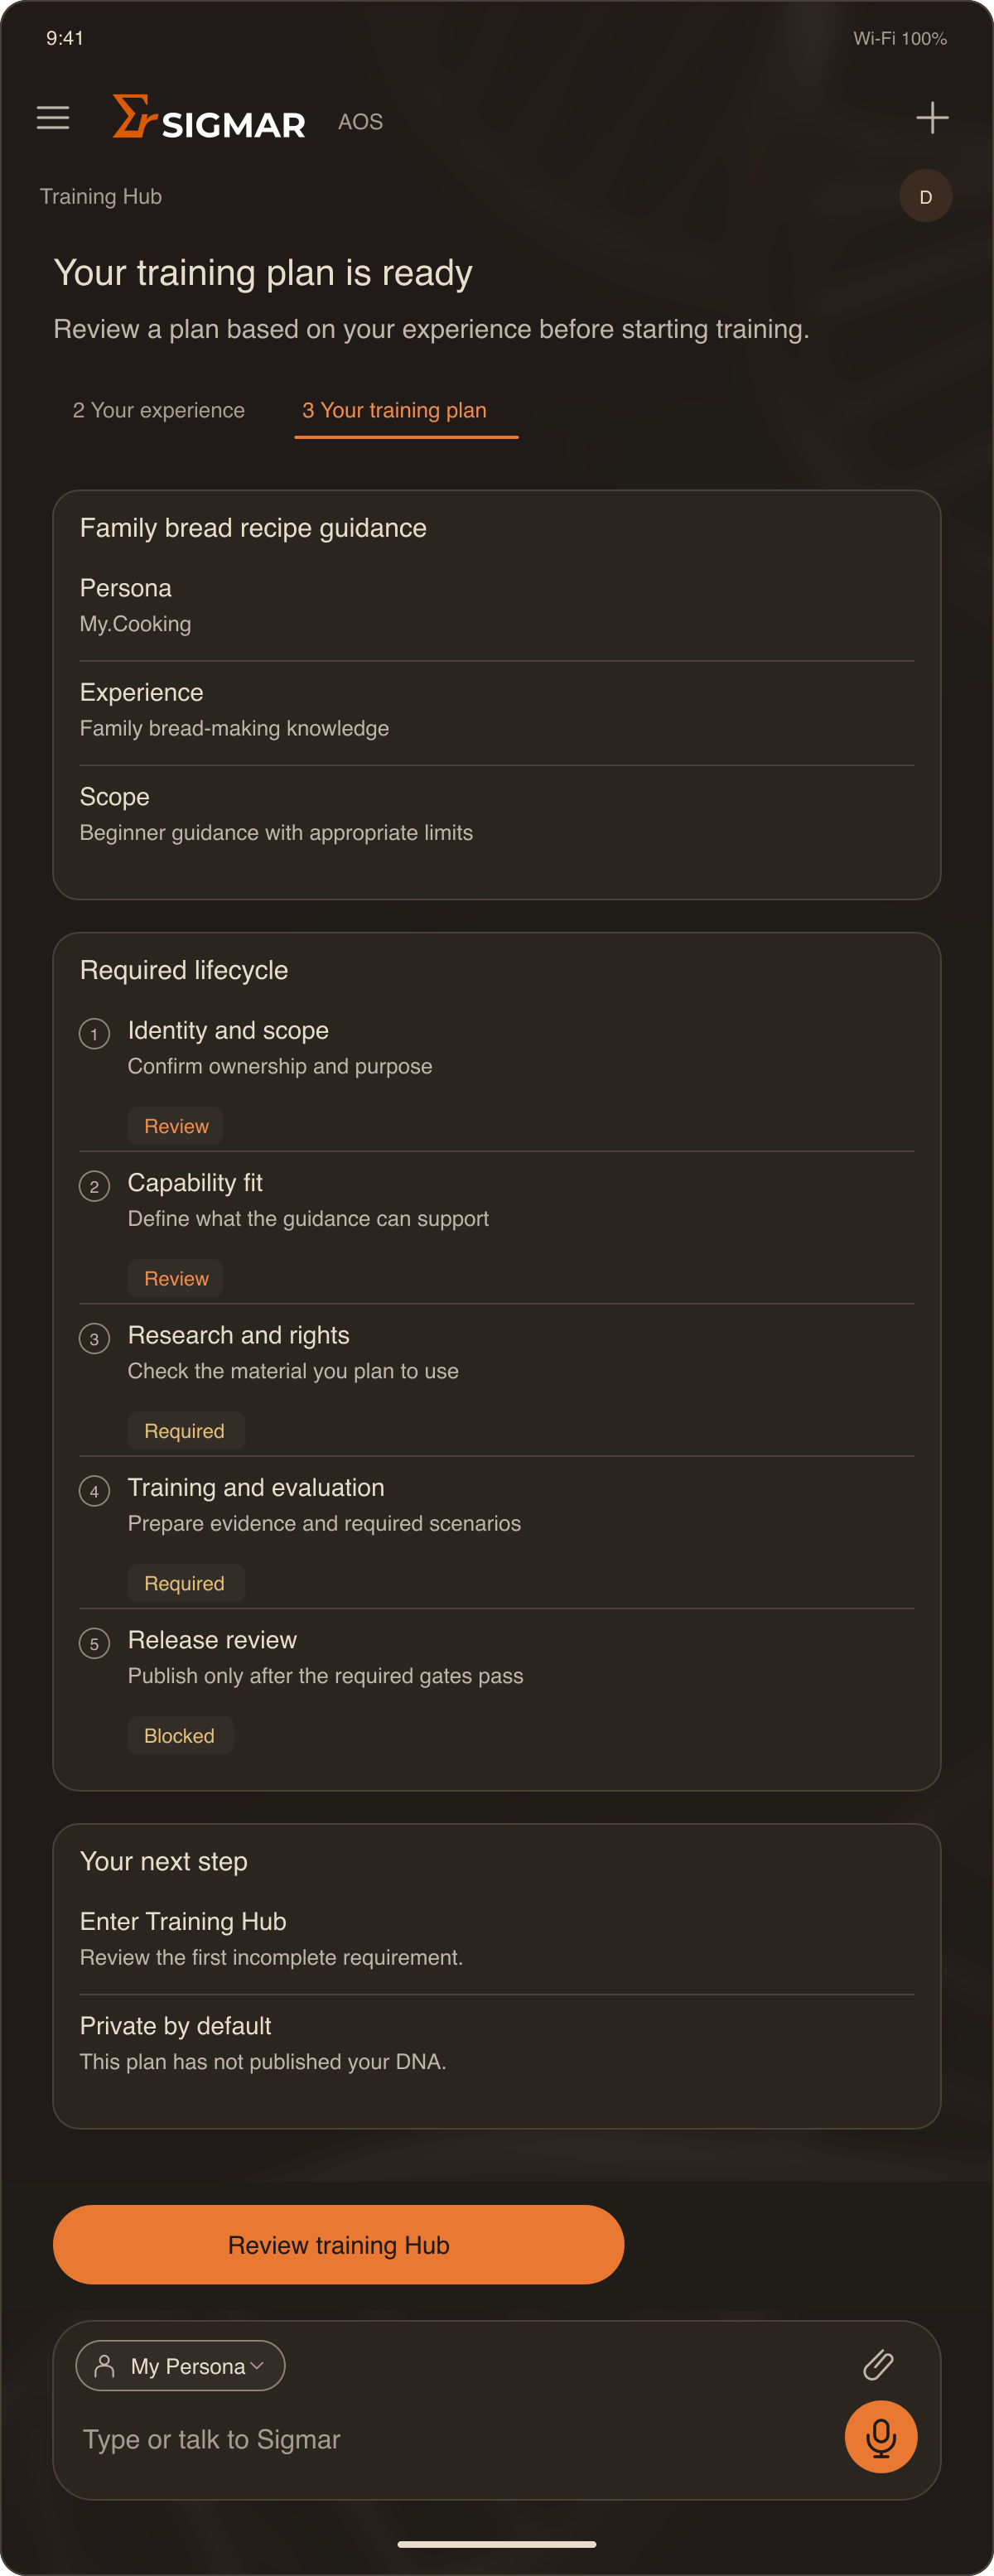 9:41
Wi-Fi 100%
Σr SIGMAR AOS
Training Hub
D
Your training plan is ready
Review a plan based on your experience before starting training.
2 Your experience
3 Your training plan
Family bread recipe guidance
Persona
My.Cooking
Experience
Family bread-making knowledge
Scope
Beginner guidance with appropriate limits
Required lifecycle
1 Identity and scope
Confirm ownership and purpose
Review
2 Capability fit
Define what the guidance can support
Review
3 Research and rights
Check the material you plan to use
Required
4 Training and evaluation
Prepare evidence and required scenarios
Required
5 Release review
Publish only after the required gates pass
Blocked
Your next step
Enter Training Hub
Review the first incomplete requirement.
Private by default
This plan has not published your DNA.
Review training Hub
My Persona
Type or talk to Sigmar